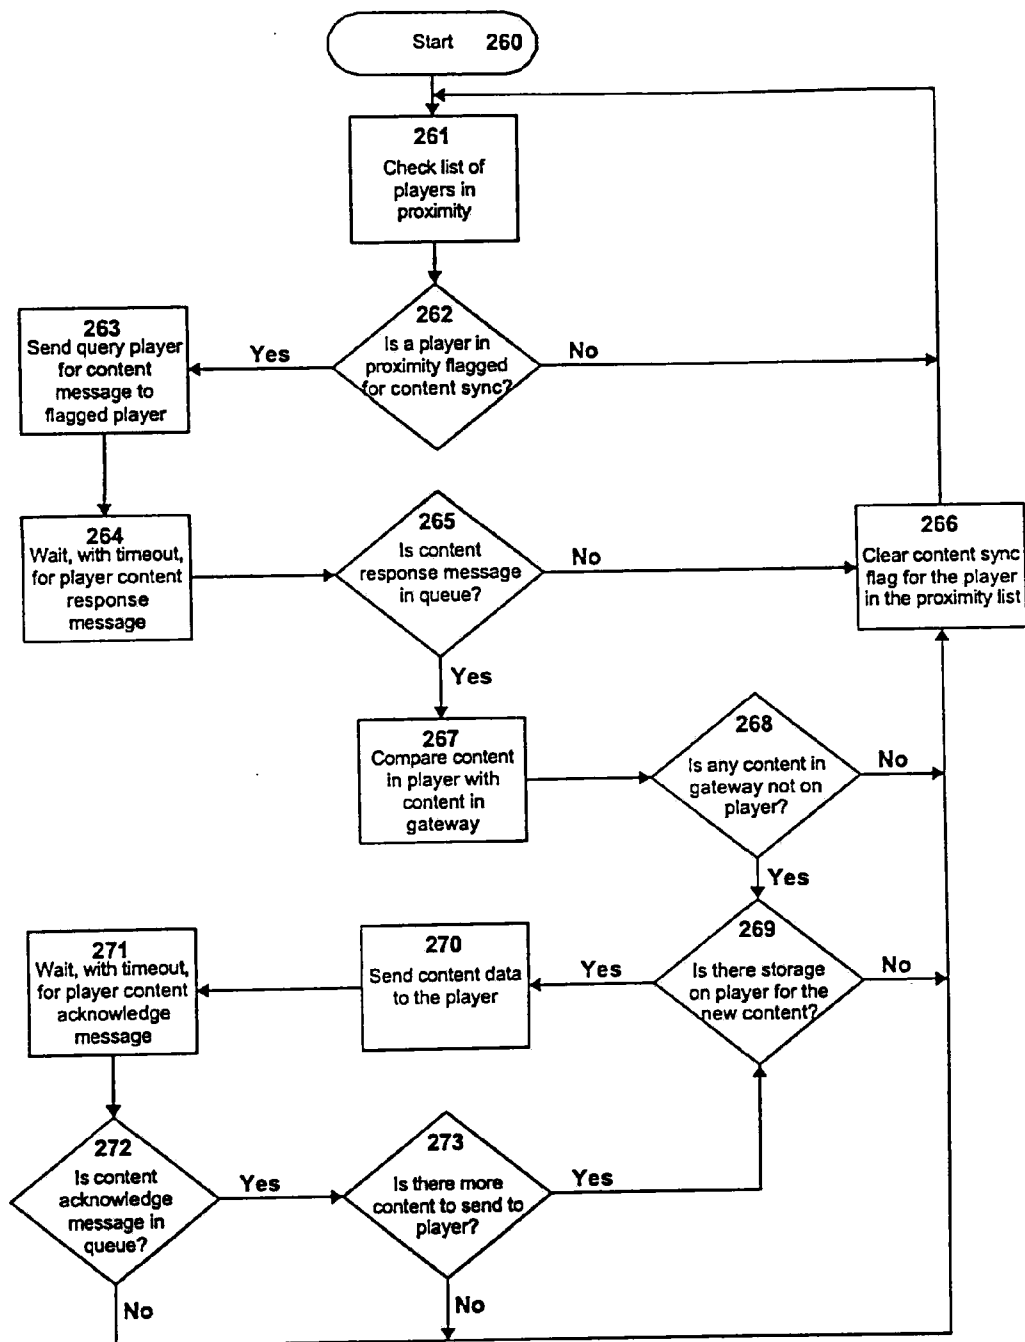 Start 260
261
Check list of
players in
proximity
262
Is a player in
proximity flagged
for content sync?
Yes
No
263
Send query player
for content
message to
flagged player
264
Wait, with timeout,
for player content
response
message
265
Is content
response message
in queue?
No
Yes
266
Clear content sync
flag for the player
in the proximity list
267
Compare content
in player with
content in
gateway
268
Is any content in
gateway not on
player?
No
Yes
269
Is there storage
on player for the
new content?
No
Yes
270
Send content data
to the player
271
Wait, with timeout,
for player content
acknowledge
message
272
Is content
acknowledge
message in
queue?
Yes
No
273
Is there more
content to send to
player?
Yes
No